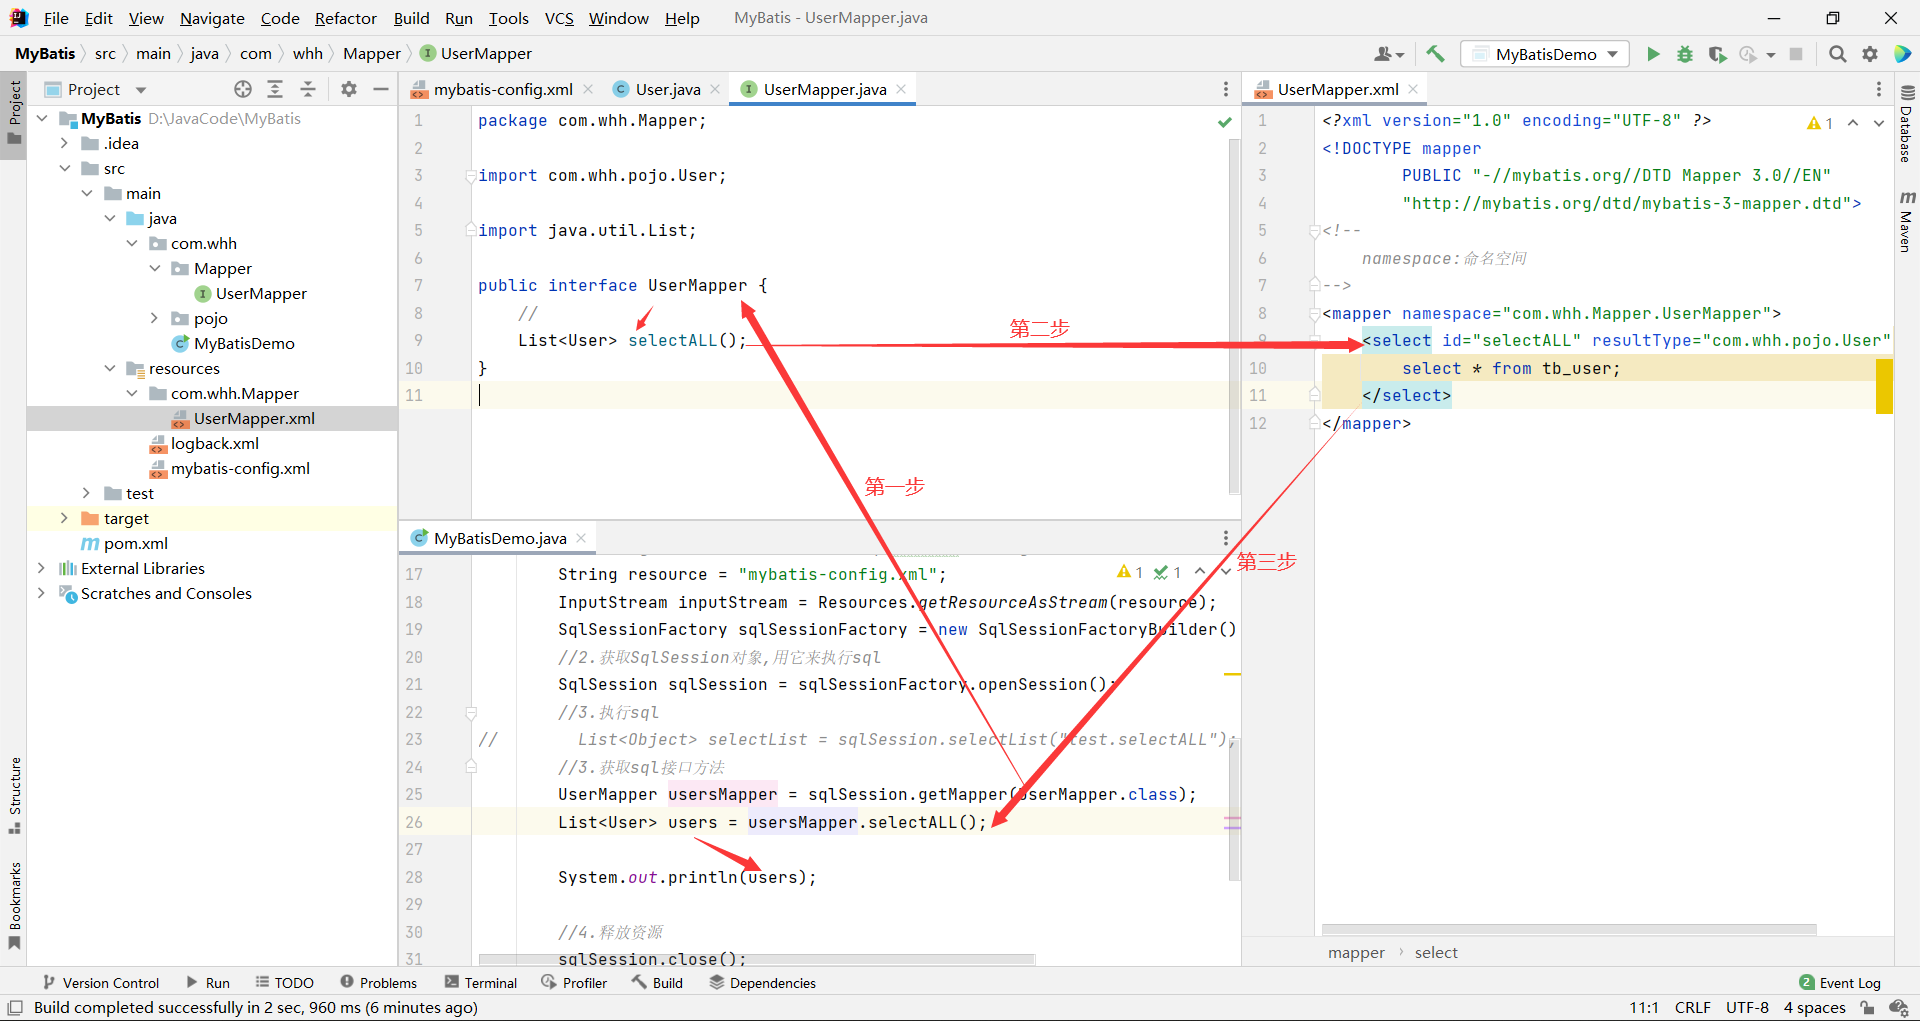 File Edit View Navigate Code Refactor Build Run Tools VCS Window Help MyBatis - UserMapper.java
MyBatis src main java com whh Mapper UserMapper
MyBatisDemo
Project
Project
MyBatis D:\JavaCode\MyBatis
.idea
src
main
java
com.whh
Mapper
UserMapper
pojo
MyBatisDemo
resources
com.whh.Mapper
UserMapper.xml
logback.xml
mybatis-config.xml
test
target
pom.xml
External Libraries
Scratches and Consoles
Structure
Bookmarks
mybatis-config.xml User.java UserMapper.java
1 package com.whh.Mapper;
2
3 import com.whh.pojo.User;
4
5 import java.util.List;
6
7 public interface UserMapper {
8 //
9 List<User> selectALL();
10 }
11
第二步
第一步
第三步
MyBatisDemo.java
1 1
17 String resource = "mybatis-config.xml";
18 InputStream inputStream = Resources.getResourceAsStream(resource);
19 SqlSessionFactory sqlSessionFactory = new SqlSessionFactoryBuilder()
20 //2.获取SqlSession对象,用它来执行sql
21 SqlSession sqlSession = sqlSessionFactory.openSession();
22 //3.执行sql
23 // List<Object> selectList = sqlSession.selectList("test.selectALL");
24 //3.获取sql接口方法
25 UserMapper usersMapper = sqlSession.getMapper(UserMapper.class);
26 List<User> users = usersMapper.selectALL();
27
28 System.out.println(users);
29
30 //4.释放资源
31 sqlSession.close();
UserMapper.xml
1
1 <?xml version="1.0" encoding="UTF-8" ?>
2 <!DOCTYPE mapper
3 PUBLIC "-//mybatis.org//DTD Mapper 3.0//EN"
4 "http://mybatis.org/dtd/mybatis-3-mapper.dtd">
5 <!--
6 namespace:命名空间
7 -->
8 <mapper namespace="com.whh.Mapper.UserMapper">
9 <select id="selectALL" resultType="com.whh.pojo.User"
10 select * from tb_user;
11 </select>
12 </mapper>
mapper select
Database
Maven
Version Control Run TODO Problems Terminal Profiler Build Dependencies 2 Event Log
Build completed successfully in 2 sec, 960 ms (6 minutes ago) 11:1 CRLF UTF-8 4 spaces